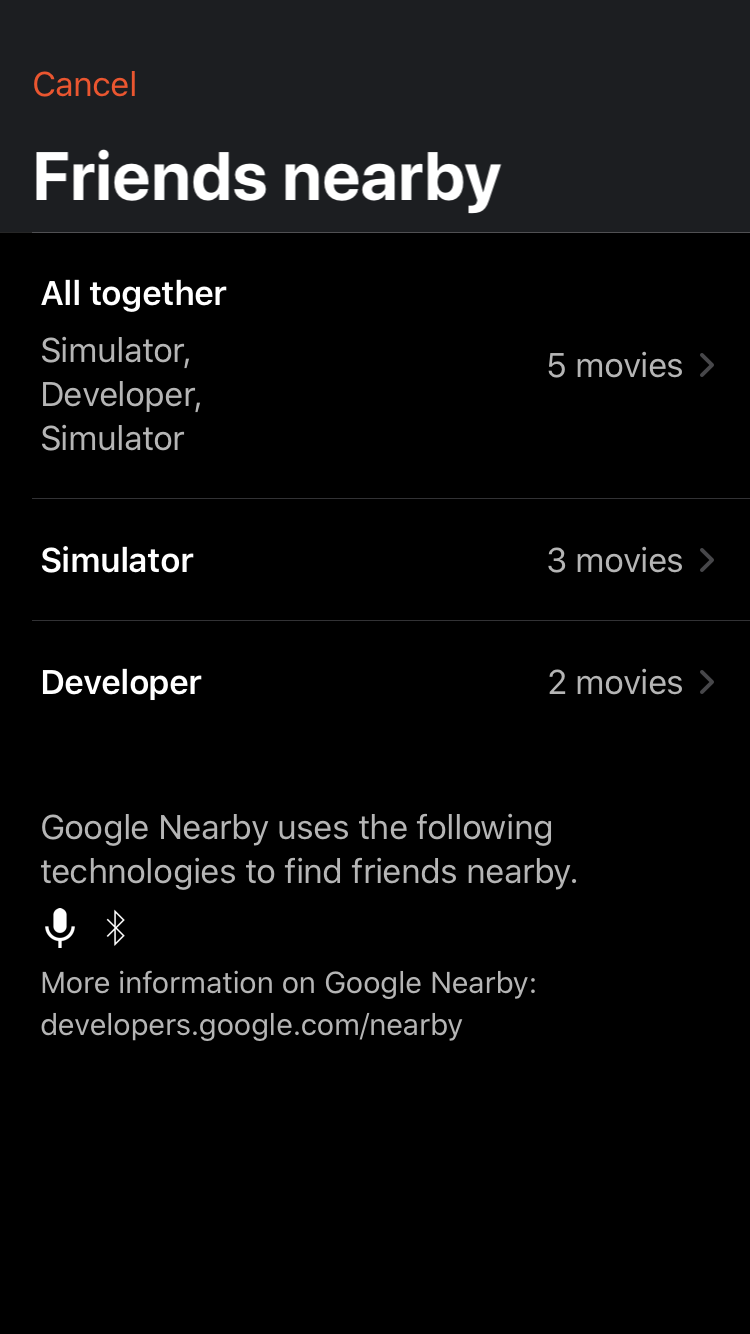 Cancel
Friends nearby
All together
Simulator,
Developer,
Simulator
5 movies
Simulator
3 movies
Developer
2 movies
Google Nearby uses the following
technologies to find friends nearby.
More information on Google Nearby:
developers.google.com/nearby